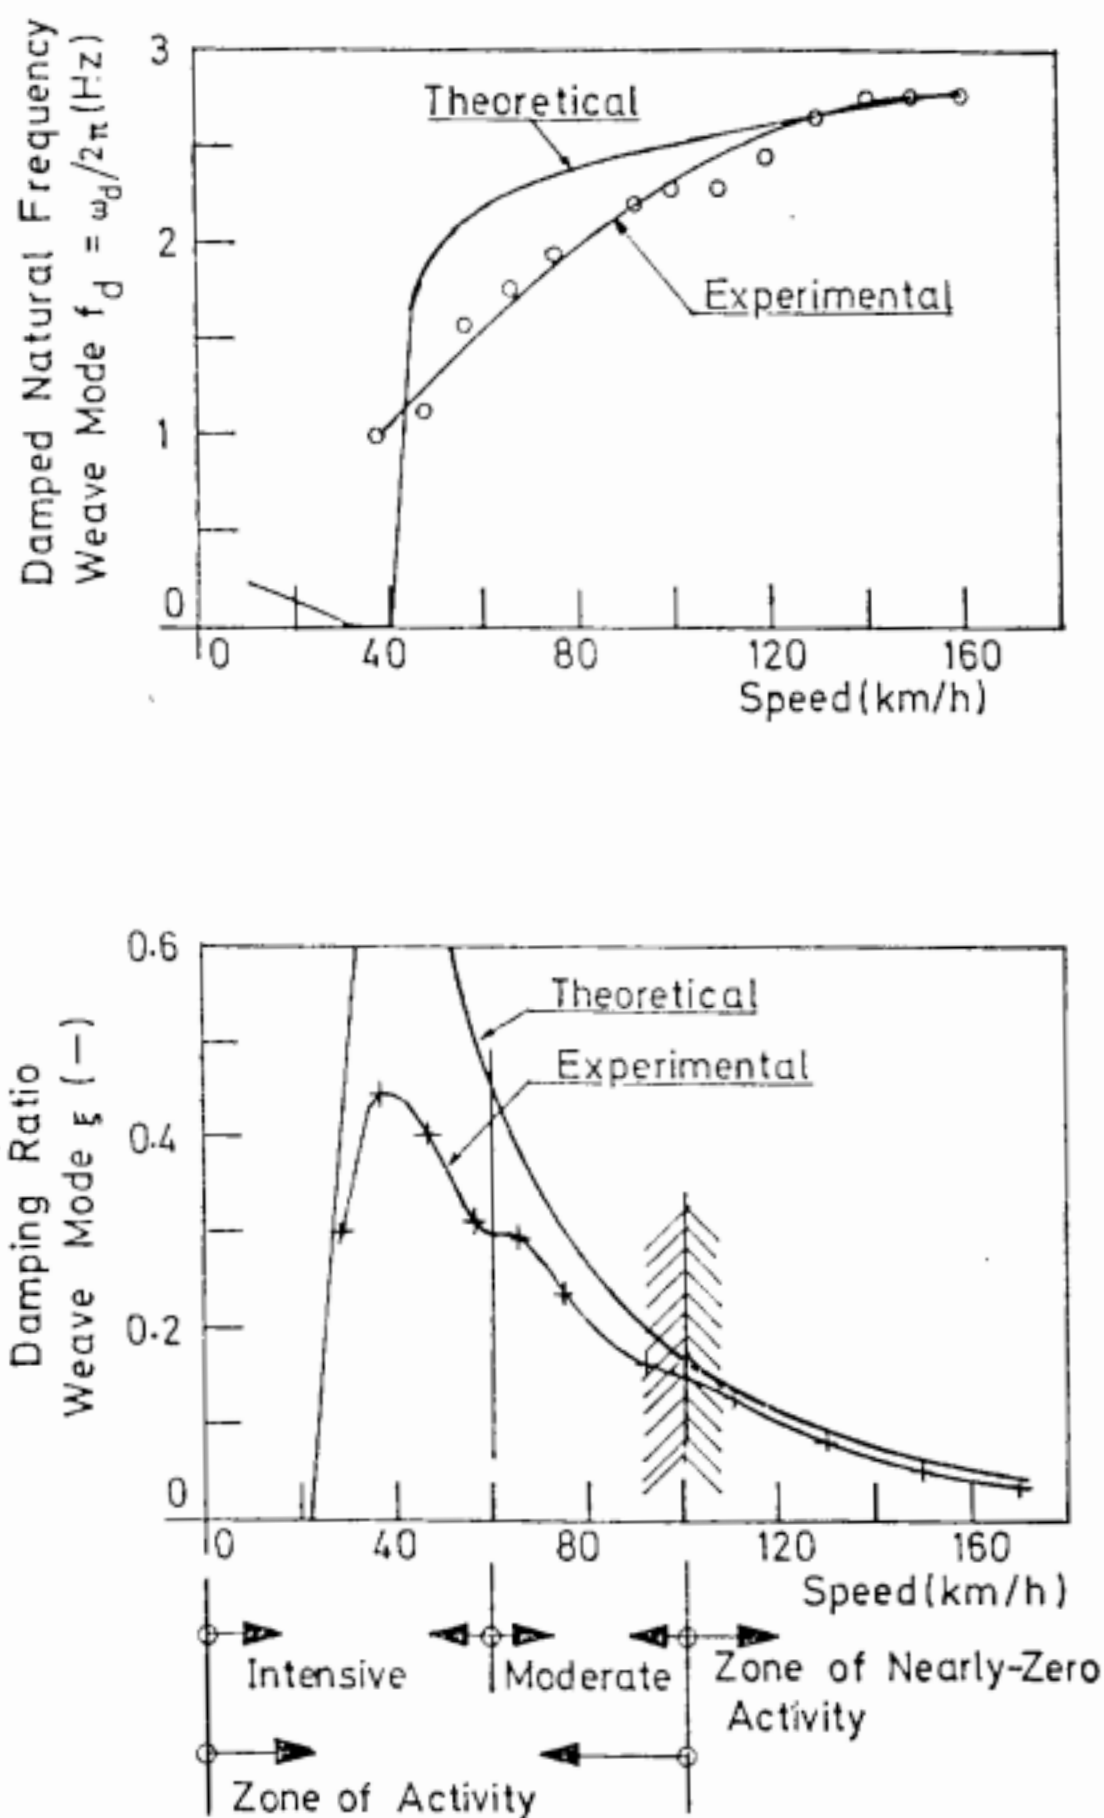 Damped Natural Frequency
Weave Mode f_d = ω_d/2π (Hz)
3
2
1
0
Theoretical
Experimental
0 40 80 120 160
Speed (km/h)
Damping Ratio
Weave Mode ξ (—)
0.6
0.4
0.2
0
Theoretical
Experimental
0 40 80 120 160
Speed (km/h)
Intensive Moderate Zone of Nearly-Zero
Activity
Zone of Activity